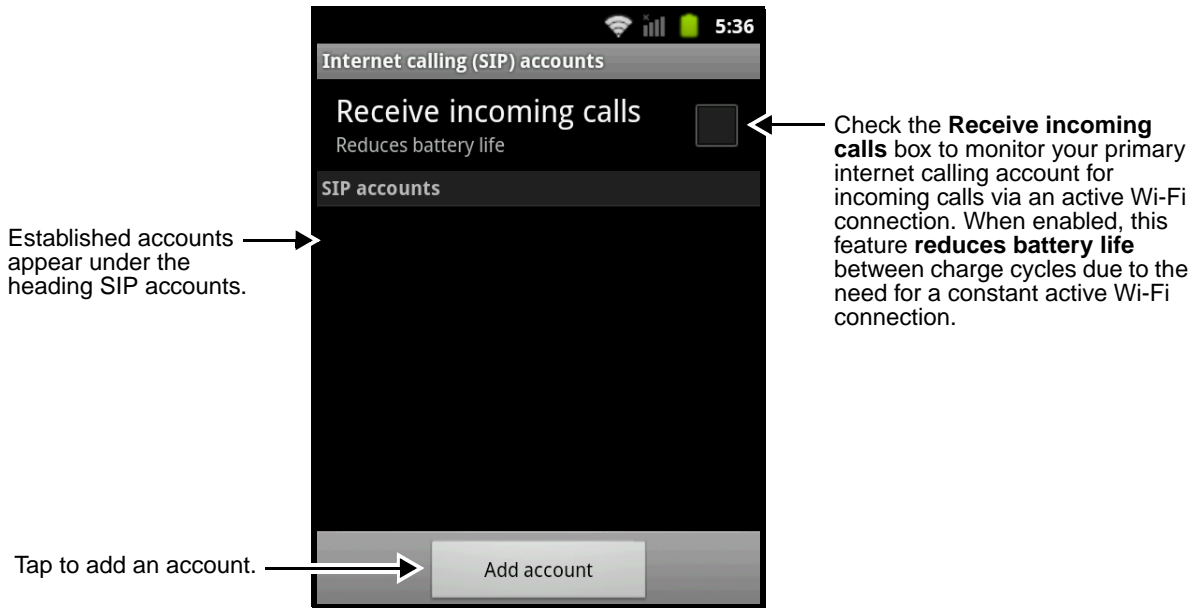 5:36
Internet calling (SIP) accounts
Receive incoming calls
Reduces battery life
SIP accounts
Add account
Established accounts
appear under the
heading SIP accounts.
Tap to add an account.
Check the Receive incoming
calls box to monitor your primary
internet calling account for
incoming calls via an active Wi-Fi
connection. When enabled, this
feature reduces battery life
between charge cycles due to the
need for a constant active Wi-Fi
connection.